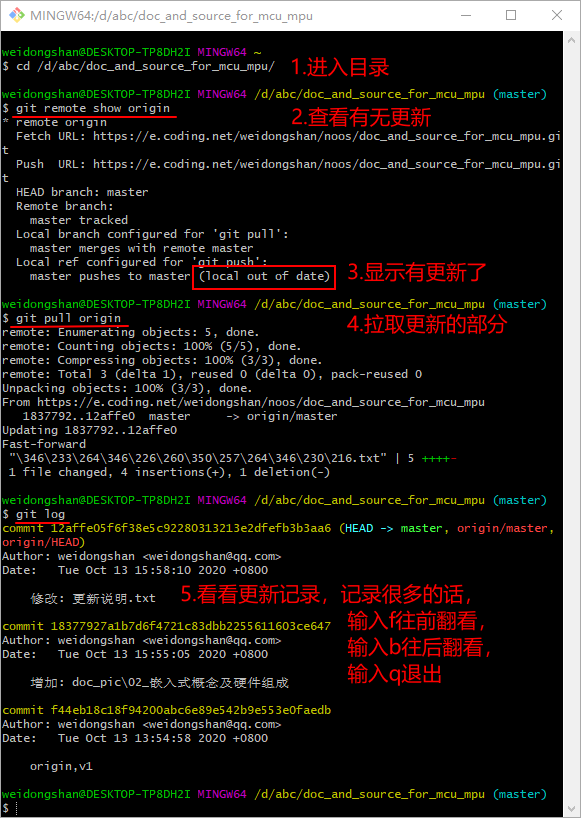 MINGW64:/d/abc/doc_and_source_for_mcu_mpu
weidongshan@DESKTOP-TP8DH2I MINGW64 ~
$ cd /d/abc/doc_and_source_for_mcu_mpu/
1.进入目录
weidongshan@DESKTOP-TP8DH2I MINGW64 /d/abc/doc_and_source_for_mcu_mpu (master)
$ git remote show origin
2.查看有无更新
* remote origin
Fetch URL: https://e.coding.net/weidongshan/noos/doc_and_source_for_mcu_mpu.gi
t
Push  URL: https://e.coding.net/weidongshan/noos/doc_and_source_for_mcu_mpu.gi
t
HEAD branch: master
Remote branch:
master tracked
Local branch configured for 'git pull':
master merges with remote master
Local ref configured for 'git push':
master pushes to master (local out of date)
3.显示有更新了
weidongshan@DESKTOP-TP8DH2I MINGW64 /d/abc/doc_and_source_for_mcu_mpu (master)
$ git pull origin
4.拉取更新的部分
remote: Enumerating objects: 5, done.
remote: Counting objects: 100% (5/5), done.
remote: Compressing objects: 100% (3/3), done.
remote: Total 3 (delta 1), reused 0 (delta 0), pack-reused 0
Unpacking objects: 100% (3/3), done.
From https://e.coding.net/weidongshan/noos/doc_and_source_for_mcu_mpu
1837792..12affe0  master     -> origin/master
Updating 1837792..12affe0
Fast-forward
"\346\233\264\346\226\260\350\257\264\346\230\216.txt" | 5 ++++-
1 file changed, 4 insertions(+), 1 deletion(-)
weidongshan@DESKTOP-TP8DH2I MINGW64 /d/abc/doc_and_source_for_mcu_mpu (master)
$ git log
commit 12affe05f6f38e5c92280313213e2dfefb3b3aa6 (HEAD -> master, origin/master,
origin/HEAD)
Author: weidongshan <weidongshan@qq.com>
Date:   Tue Oct 13 15:58:10 2020 +0800
修改: 更新说明.txt
5.看看更新记录，记录很多的话，
输入f往前翻看，
输入b往后翻看，
输入q退出
commit 18377927a1b7d6f4721c83dbb2255611603ce647
Author: weidongshan <weidongshan@qq.com>
Date:   Tue Oct 13 15:55:05 2020 +0800
增加: doc_pic\02_嵌入式概念及硬件组成
commit f44eb18c18f94200abc6e89e542b9e553e0faedb
Author: weidongshan <weidongshan@qq.com>
Date:   Tue Oct 13 13:54:58 2020 +0800
origin,v1
weidongshan@DESKTOP-TP8DH2I MINGW64 /d/abc/doc_and_source_for_mcu_mpu (master)
$